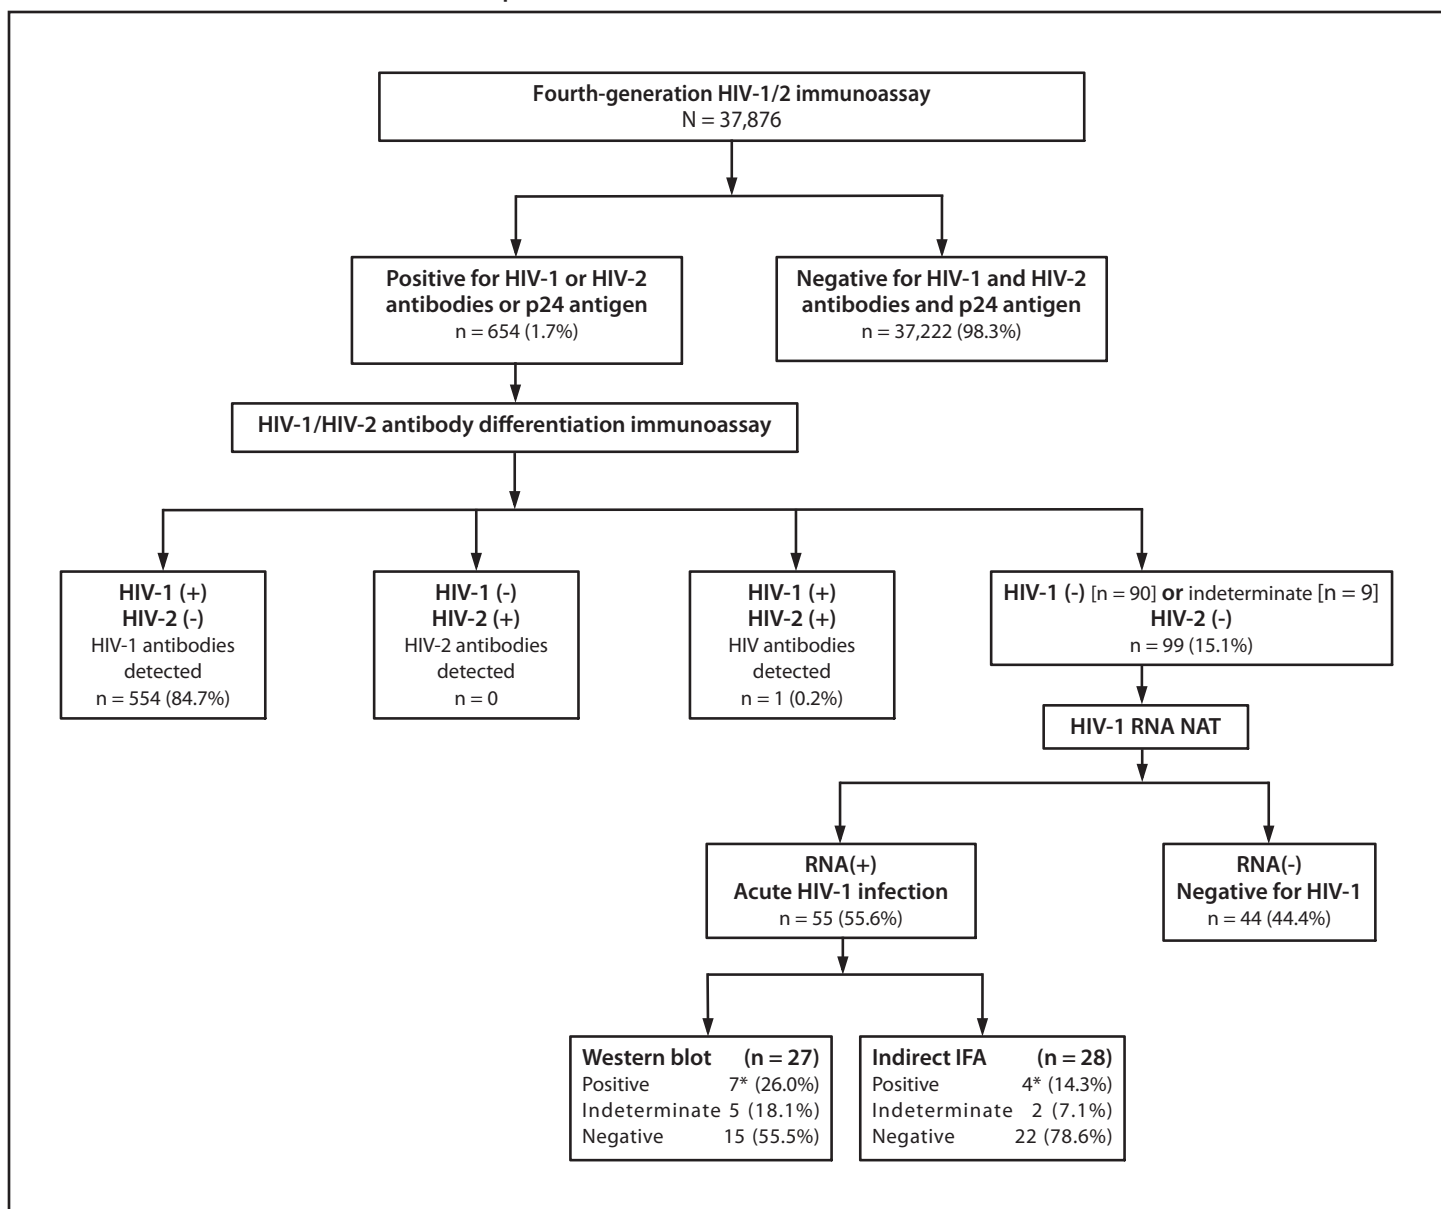 Fourth-generation HIV-1/2 immunoassay
N = 37,876
Positive for HIV-1 or HIV-2
antibodies or p24 antigen
n = 654 (1.7%)
Negative for HIV-1 and HIV-2
antibodies and p24 antigen
n = 37,222 (98.3%)
HIV-1/HIV-2 antibody differentiation immunoassay
HIV-1 (+)
HIV-2 (-)
HIV-1 antibodies
detected
n = 554 (84.7%)
HIV-1 (-)
HIV-2 (+)
HIV-2 antibodies
detected
n = 0
HIV-1 (+)
HIV-2 (+)
HIV antibodies
detected
n = 1 (0.2%)
HIV-1 (-) [n = 90] or indeterminate [n = 9]
HIV-2 (-)
n = 99 (15.1%)
HIV-1 RNA NAT
RNA(+)
Acute HIV-1 infection
n = 55 (55.6%)
RNA(-)
Negative for HIV-1
n = 44 (44.4%)
Western blot (n = 27)
Positive 7* (26.0%)
Indeterminate 5 (18.1%)
Negative 15 (55.5%)
Indirect IFA (n = 28)
Positive 4* (14.3%)
Indeterminate 2 (7.1%)
Negative 22 (78.6%)